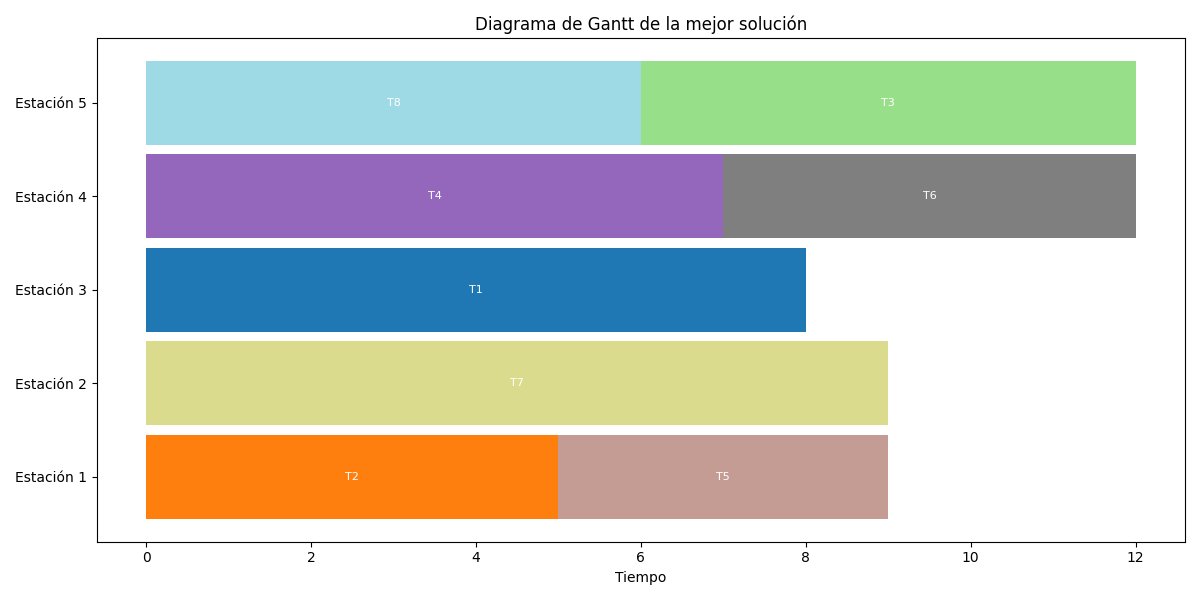 Diagrama de Gantt de la mejor solución
Estación 5
T8
T3
Estación 4
T4
T6
Estación 3
T1
Estación 2
T7
Estación 1
T2
T5
0 2 4 6 8 10 12
Tiempo